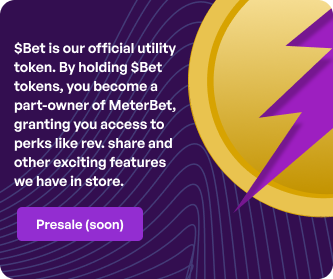 $Bet is our official utility
token. By holding $Bet
tokens, you become a
part-owner of MeterBet,
granting you access to
perks like rev. share and
other exciting features
we have in store.
Presale (soon)